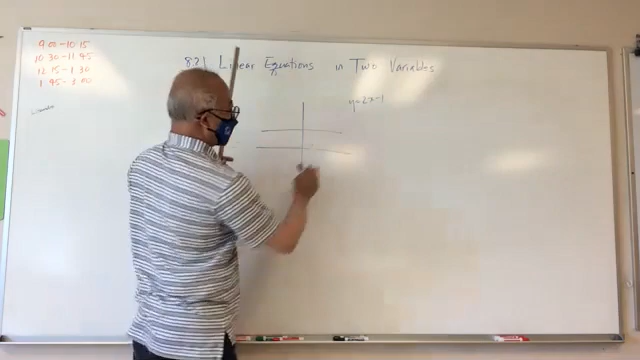 9:00-10:15
10:30-11:45
12:15-1:30
1:45-3:00
8.2 | Linear Equations in Two Variables
y=2x-1